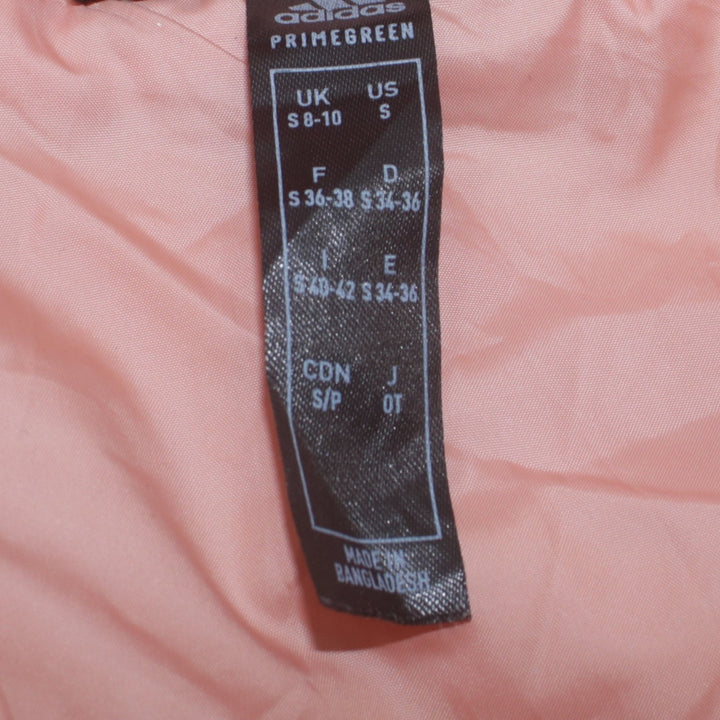 adidas
PRIMEGREEN
UK US
S 8-10 S
F D
S 36-38 S 34-36
I E
S 40-42 S 34-36
CDN J
S/P OT
MADE IN
BANGLADESH